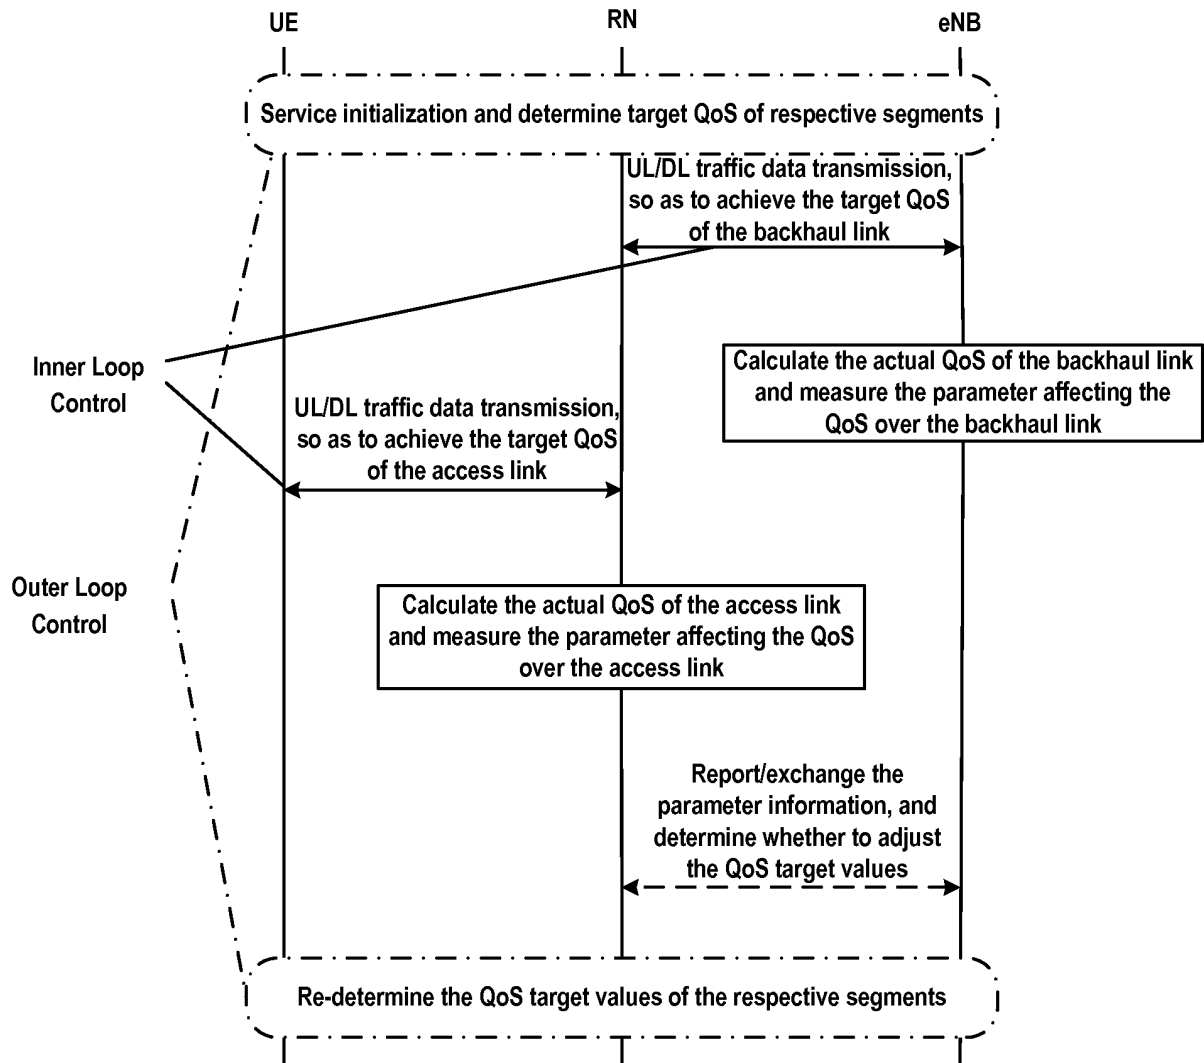 UE
RN
eNB
Service initialization and determine target QoS of respective segments
UL/DL traffic data transmission,
so as to achieve the target QoS
of the backhaul link
Inner Loop
Control
Calculate the actual QoS of the backhaul link
and measure the parameter affecting the
QoS over the backhaul link
UL/DL traffic data transmission,
so as to achieve the target QoS
of the access link
Outer Loop
Control
Calculate the actual QoS of the access link
and measure the parameter affecting the QoS
over the access link
Report/exchange the
parameter information, and
determine whether to adjust
the QoS target values
Re-determine the QoS target values of the respective segments